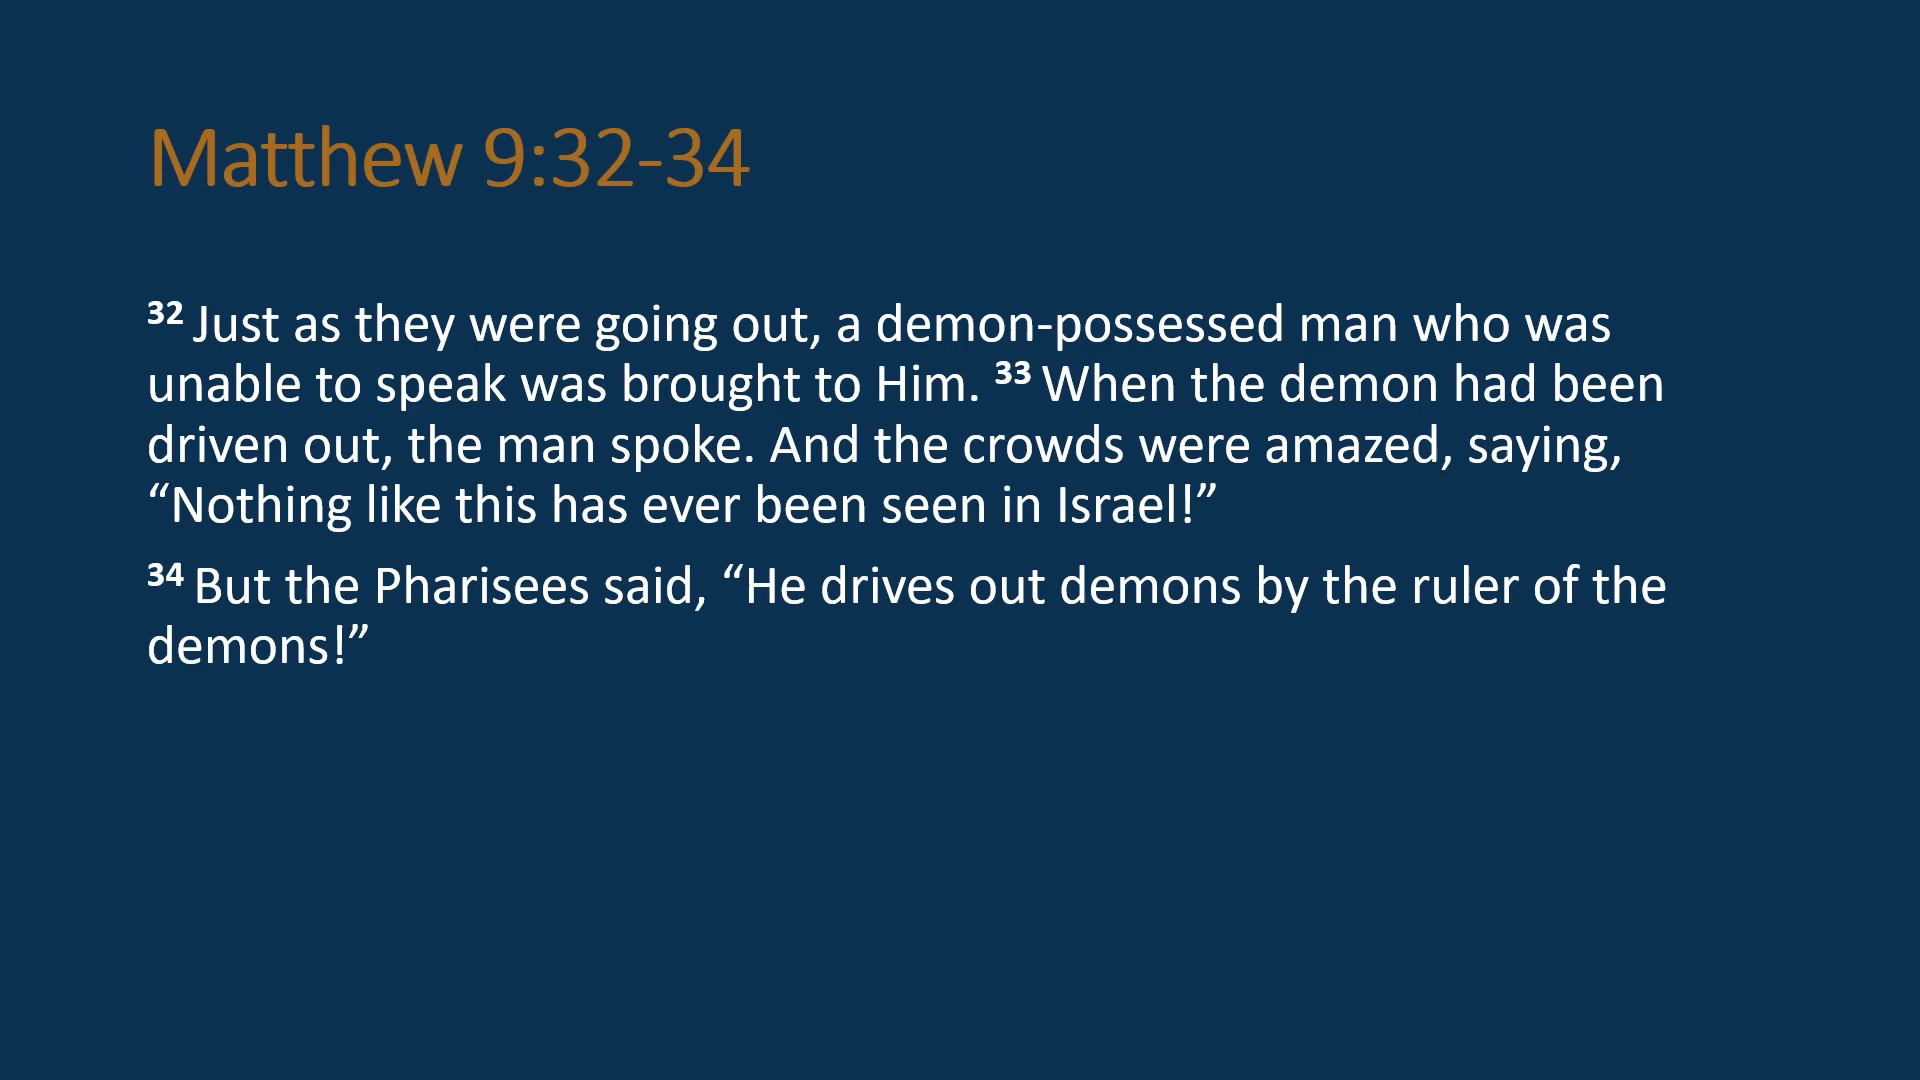 Matthew 9:32-34
32 Just as they were going out, a demon-possessed man who was
unable to speak was brought to Him. 33 When the demon had been
driven out, the man spoke. And the crowds were amazed, saying,
“Nothing like this has ever been seen in Israel!”
34 But the Pharisees said, “He drives out demons by the ruler of the
demons!”